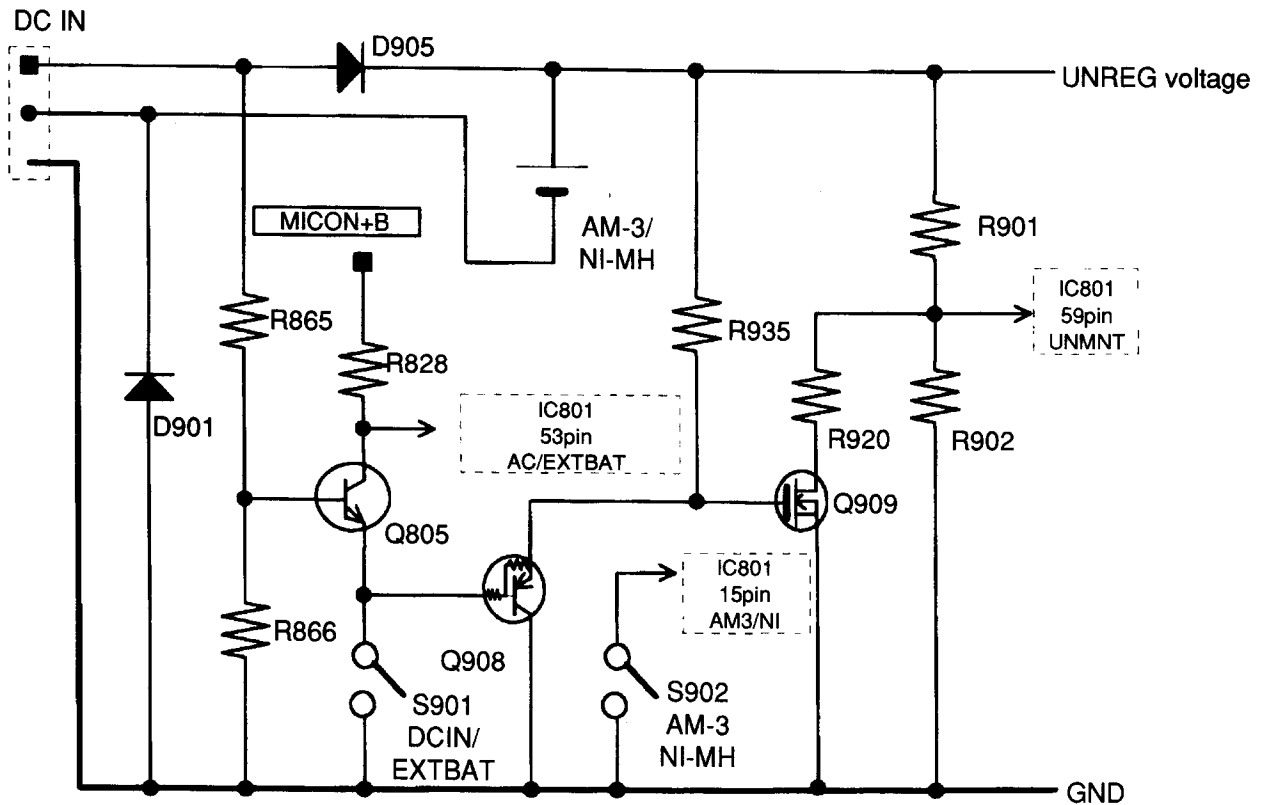 DC IN
D905
UNREG voltage
MICON+B
AM-3/
NI-MH
R901
R865
R828
R935
IC801
59pin
UNMNT
D901
IC801
53pin
AC/EXTBAT
R920
R902
Q805
Q909
R866
Q908
IC801
15pin
AM3/NI
S901
DCIN/
EXTBAT
S902
AM-3
NI-MH
GND